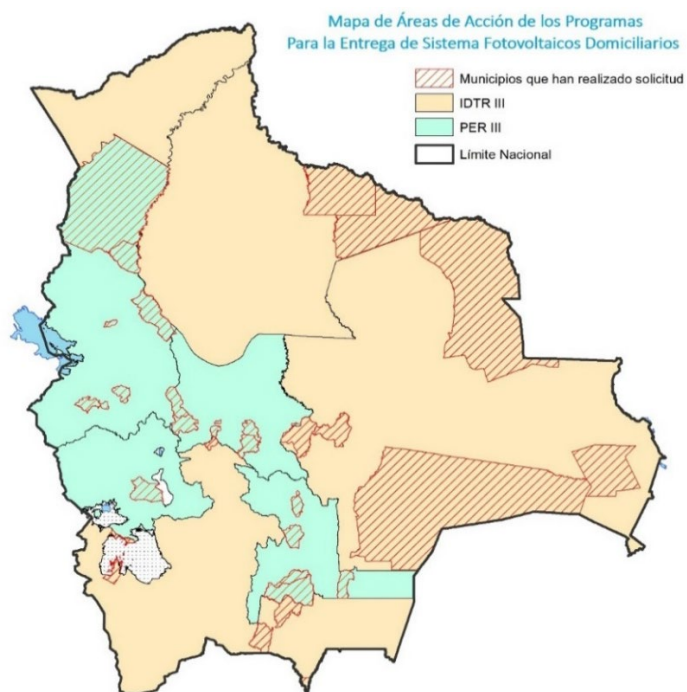 Mapa de Áreas de Acción de los Programas
Para la Entrega de Sistema Fotovoltaicos Domiciliarios
Municipios que han realizado solicitud
IDTR III
PER III
Límite Nacional